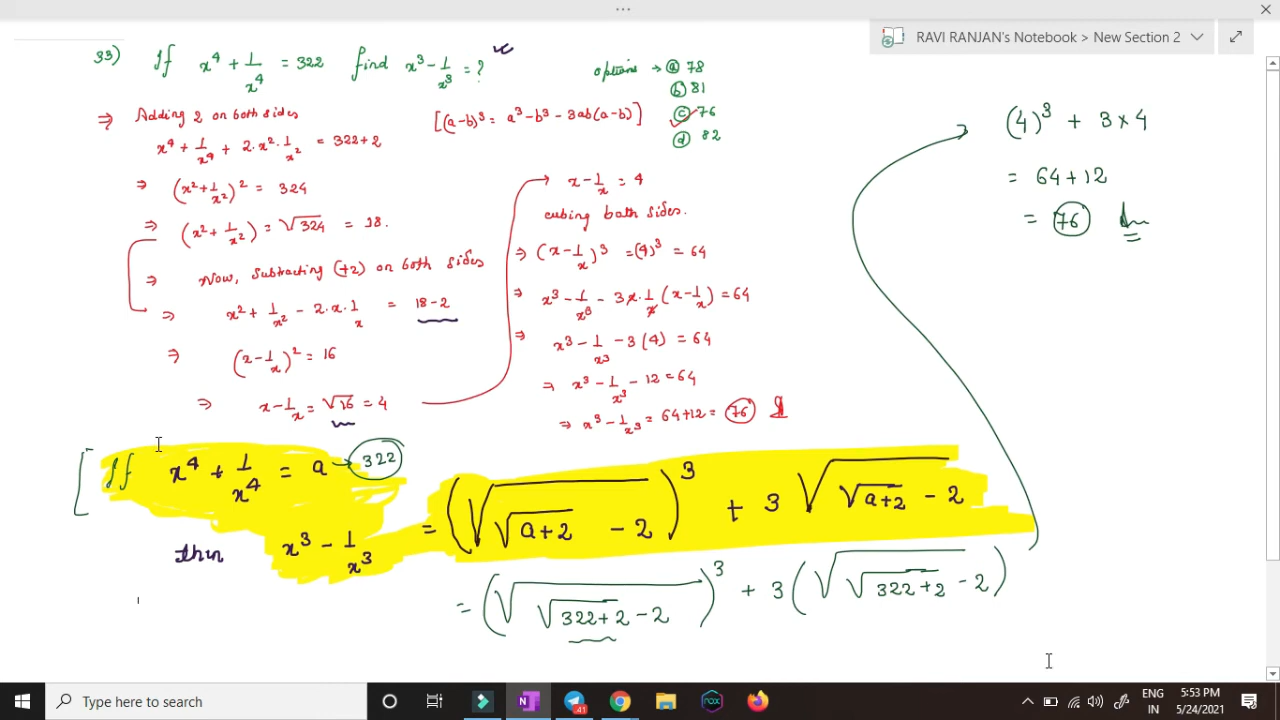 RAVI RANJAN's Notebook > New Section 2
33) If x⁴ + 1/x⁴ = 322 find x³ - 1/x³ = ?
options → (a) 78
(b) 81
(c) 76
(d) 82
⇒ Adding 2 on both sides
x⁴ + 1/x⁴ + 2·x²·1/x² = 322+2
⇒ (x² + 1/x²)² = 324
⇒ (x² + 1/x²) = √324 = 18.
⇒ Now, subtracting (+2) on both sides
⇒ x² + 1/x² - 2·x·1/x = 18-2
⇒ (x - 1/x)² = 16
⇒ x - 1/x = √16 = 4
[(a-b)³ = a³-b³-3ab(a-b)]
→ x - 1/x = 4
cubing both sides.
⇒ (x - 1/x)³ = (4)³ = 64
⇒ x³ - 1/x³ - 3x·1/x (x - 1/x) = 64
⇒ x³ - 1/x³ - 3(4) = 64
⇒ x³ - 1/x³ - 12 = 64
⇒ x³ - 1/x³ = 64+12 = 76
(4)³ + 3×4
= 64+12
= 76 Ans
If x⁴ + 1/x⁴ = a → 322
then x³ - 1/x³ = (√(√(a+2) - 2))³ + 3√(√(a+2) - 2)
= (√(√(322+2) - 2))³ + 3(√(√(322+2) - 2))
Type here to search
41
nox
ENG
IN
5:53 PM
5/24/2021